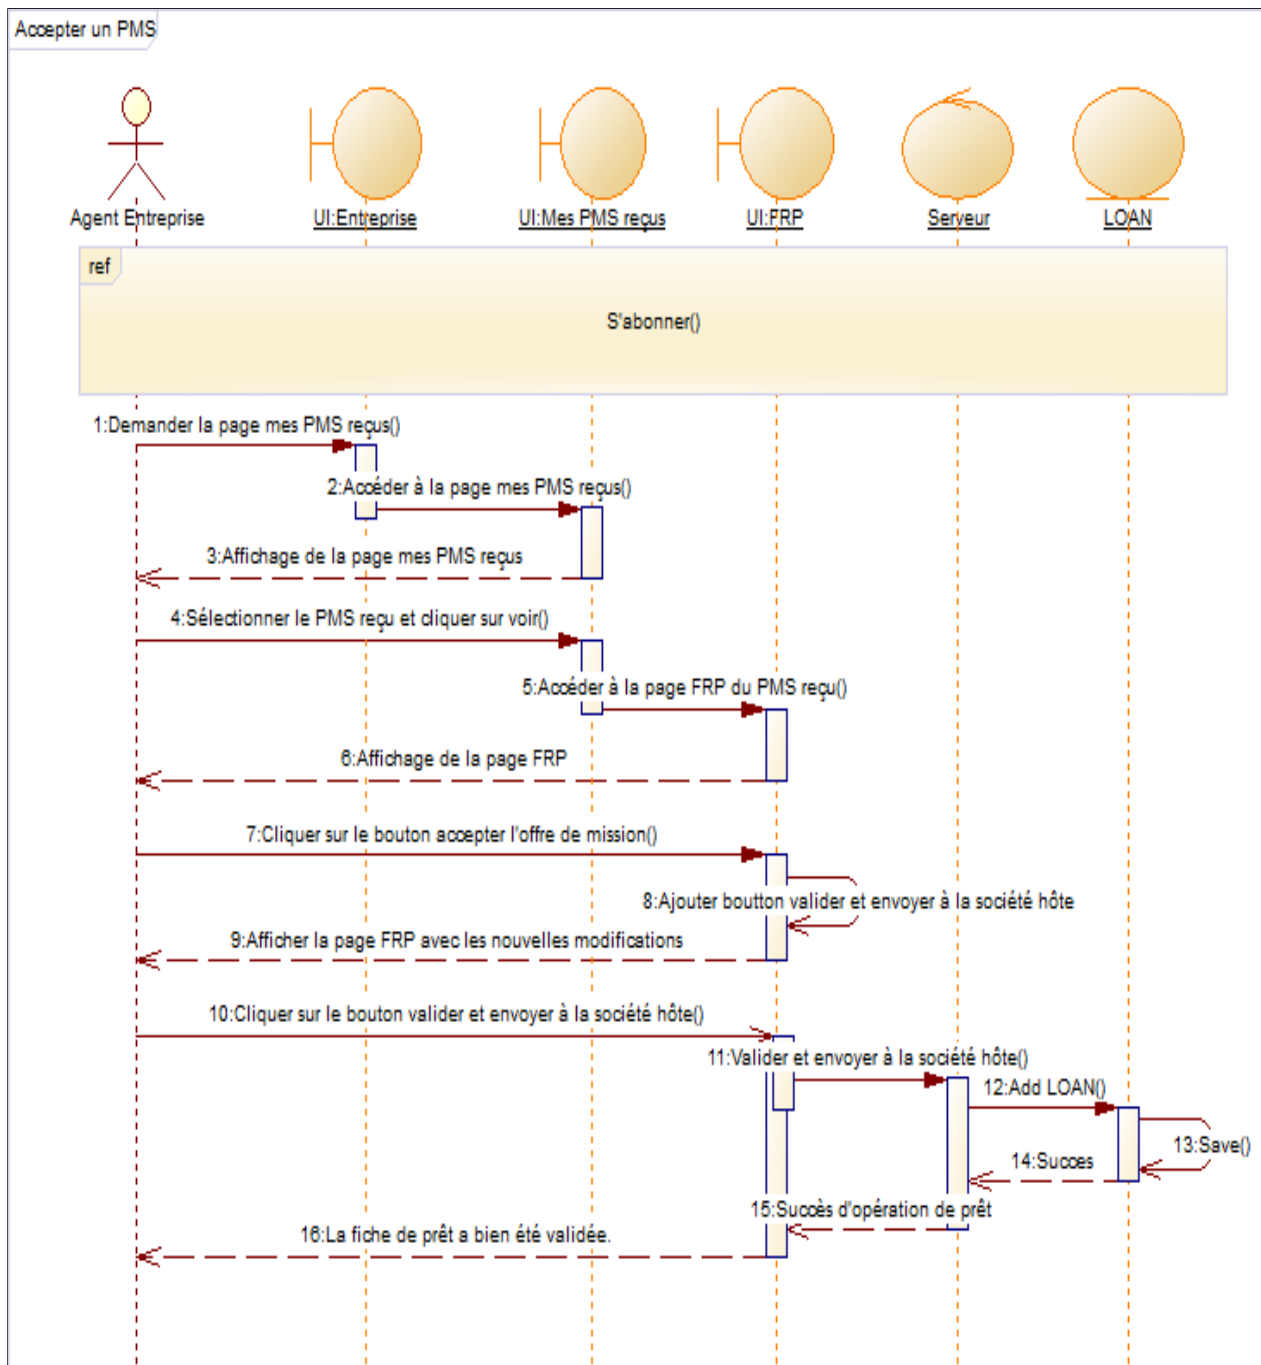 Accepter un PMS
Agent Entreprise
UI:Entreprise
UI:Mes PMS reçus
UI:FRP
Serveur
LOAN
ref
S'abonner()
1:Demander la page mes PMS reçus()
2:Accéder à la page mes PMS reçus()
3:Affichage de la page mes PMS reçus
4:Sélectionner le PMS reçu et cliquer sur voir()
5:Accéder à la page FRP du PMS reçu()
6:Affichage de la page FRP
7:Cliquer sur le bouton accepter l'offre de mission()
8:Ajouter boutton valider et envoyer à la société hôte
9:Afficher la page FRP avec les nouvelles modifications
10:Cliquer sur le bouton valider et envoyer à la société hôte()
11:Valider et envoyer à la société hôte()
12:Add LOAN()
13:Save()
14:Succes
15:Succès d'opération de prêt
16:La fiche de prêt a bien été validée.